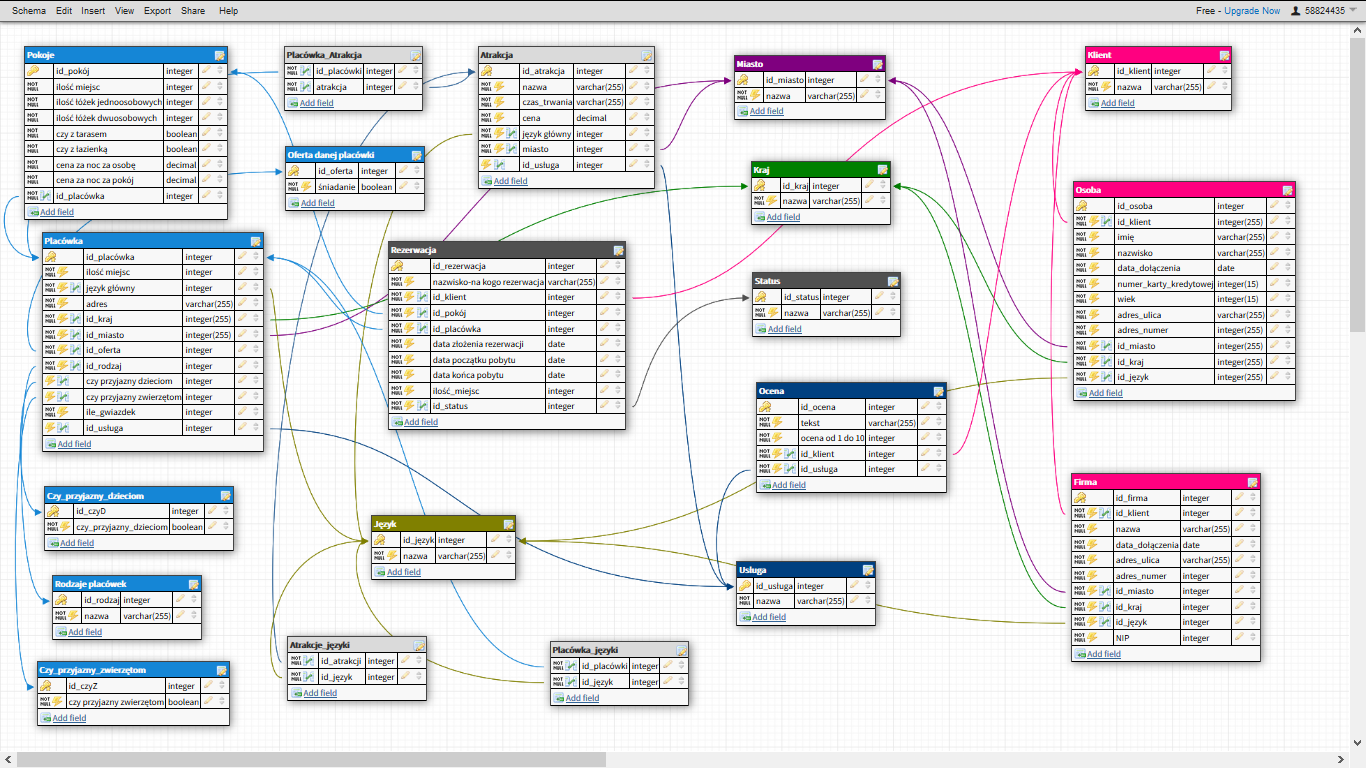 Schema Edit Insert View Export Share Help
Free - Upgrade Now 58824435
Pokoje
NOT NULL id_pokój integer
NOT NULL ilość miejsc integer
NOT NULL ilość łóżek jednoosobowych integer
NOT NULL ilość łóżek dwuosobowych integer
NOT NULL czy z tarasem boolean
NOT NULL czy z łazienką boolean
NOT NULL cena za noc za osobę decimal
NOT NULL cena za noc za pokój decimal
NOT NULL id_placówka integer
Add field
Placówka_Atrakcja
NOT NULL id_placówki integer
NOT NULL atrakcja integer
Add field
Atrakcja
id_atrakcja integer
NOT NULL nazwa varchar(255)
NOT NULL czas_trwania varchar(255)
NOT NULL cena decimal
NOT NULL język główny integer
NOT NULL miasto integer
id_usługa integer
Add field
Miasto
id_miasto integer
NOT NULL nazwa varchar(255)
Add field
Klient
id_klient integer
NOT NULL nazwa varchar(255)
Add field
Oferta danej placówki
id_oferta integer
NOT NULL śniadanie boolean
Add field
Kraj
id_kraj integer
NOT NULL nazwa varchar(255)
Add field
Osoba
id_osoba integer
NOT NULL id_klient integer(255)
NOT NULL imię varchar(255)
NOT NULL nazwisko varchar(255)
NOT NULL data_dołączenia date
NOT NULL numer_karty_kredytowej integer(15)
NOT NULL wiek integer(15)
NOT NULL adres_ulica varchar(255)
NOT NULL adres_numer integer(255)
NOT NULL id_miasto integer(255)
NOT NULL id_kraj integer(255)
NOT NULL id_język integer(255)
Add field
Placówka
id_placówka integer
NOT NULL ilość miejsc integer
NOT NULL język główny integer
NOT NULL adres varchar(255)
NOT NULL id_kraj integer(255)
NOT NULL id_miasto integer(255)
NOT NULL id_oferta integer
NOT NULL id_rodzaj integer
czy przyjazny dzieciom integer
czy przyjazny zwierzętom integer
NOT NULL ile_gwiazdek integer
id_usługa integer
Add field
Rezerwacja
id_rezerwacja integer
NOT NULL nazwisko-na kogo rezerwacja varchar(255)
NOT NULL id_klient integer
NOT NULL id_pokój integer
NOT NULL id_placówka integer
NOT NULL data złożenia rezerwacji date
NOT NULL data początku pobytu date
NOT NULL data końca pobytu date
NOT NULL ilość_miejsc integer
NOT NULL id_status integer
Add field
Status
id_status integer
NOT NULL nazwa varchar(255)
Add field
Ocena
id_ocena integer
NOT NULL tekst varchar(255)
NOT NULL ocena od 1 do 10 integer
NOT NULL id_klient integer
NOT NULL id_usługa integer
Add field
Firma
id_firma integer
NOT NULL id_klient integer
NOT NULL nazwa varchar(255)
NOT NULL data_dołączenia date
NOT NULL adres_ulica varchar(255)
NOT NULL adres_numer integer
NOT NULL id_miasto integer
NOT NULL id_kraj integer
NOT NULL id_język integer
NOT NULL NIP integer
Add field
Czy_przyjazny_dzieciom
id_czyD integer
NOT NULL czy_przyjazny_dzieciom boolean
Add field
Język
id_język integer
NOT NULL nazwa varchar(255)
Add field
Usługa
id_usługa integer
NOT NULL nazwa varchar(255)
Add field
Rodzaje placówek
id_rodzaj integer
NOT NULL nazwa varchar(255)
Add field
Atrakcje_języki
NOT NULL id_atrakcji integer
NOT NULL id_język integer
Add field
Placówka_języki
NOT NULL id_placówki integer
NOT NULL id_język integer
Add field
Czy_przyjazny_zwierzętom
id_czyZ integer
NOT NULL czy przyjazny zwierzętom boolean
Add field